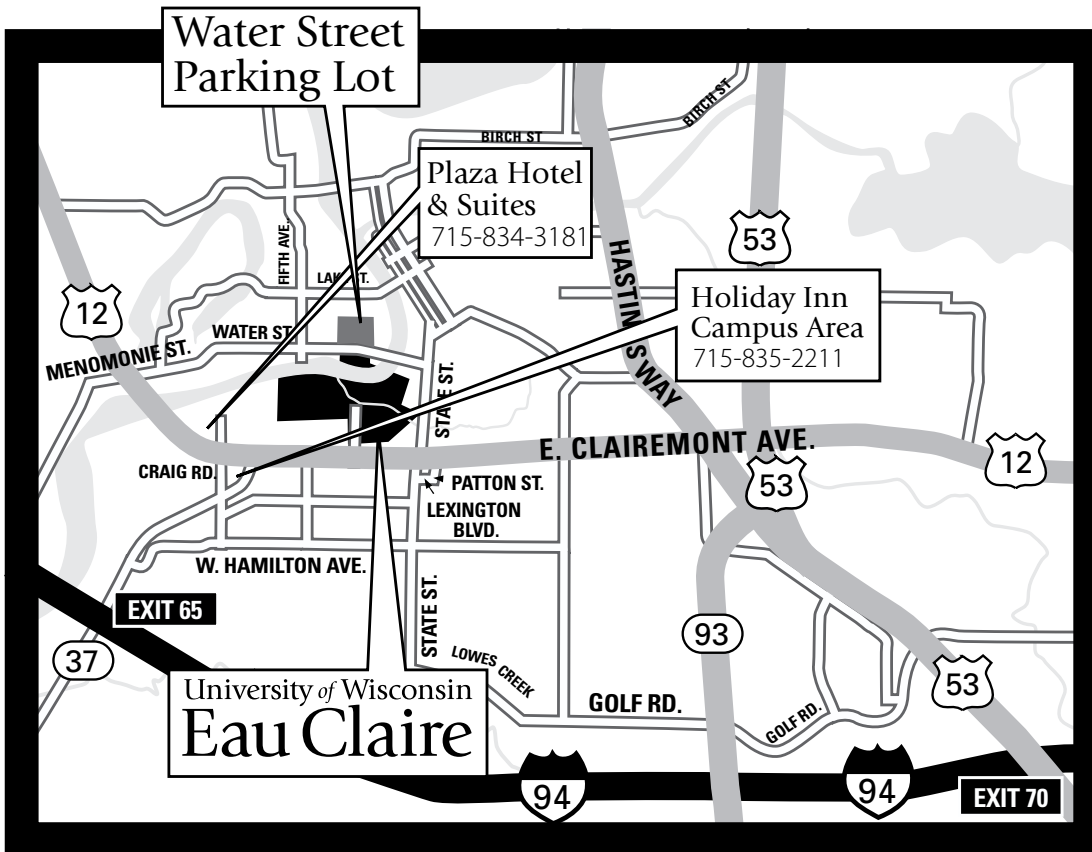 Water Street
Parking Lot
BIRCH ST
BIRCH ST
Plaza Hotel
& Suites
715-834-3181
FIFTH AVE.
53
HASTINGS WAY
12
Holiday Inn
Campus Area
715-835-2211
WATER ST.
MENOMONIE ST.
STATE ST.
E. CLAIREMONT AVE.
12
CRAIG RD.
53
PATTON ST.
LEXINGTON
BLVD.
W. HAMILTON AVE.
EXIT 65
STATE ST.
93
37
LOWES CREEK
53
University of Wisconsin
Eau Claire
GOLF RD.
GOLF RD.
94
94
EXIT 70